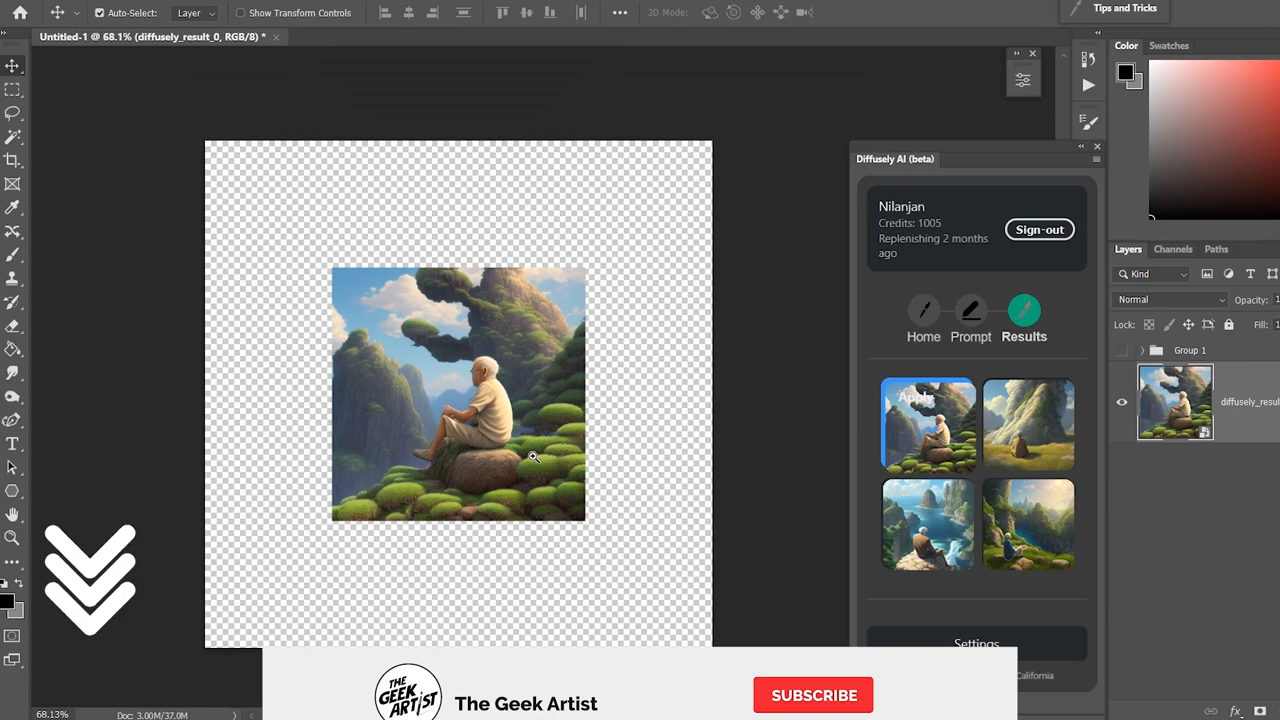 Auto-Select:
Layer
Show Transform Controls
3D Mode:
Tips and Tricks
Untitled-1 @ 68.1% (diffusely_result_0, RGB/8) *
Color
Swatches
Diffusely AI (beta)
Nilanjan
Credits: 1005
Replenishing 2 months
ago
Sign-out
Home
Prompt
Results
Apply
Settings
California
Layers
Channels
Paths
Kind
Normal
Opacity: 1
Lock:
Fill: 1
Group 1
diffusely_resul
THE
GEEK
ARTIST
The Geek Artist
SUBSCRIBE
68.13%
Doc: 3.00M/37.0M
fx